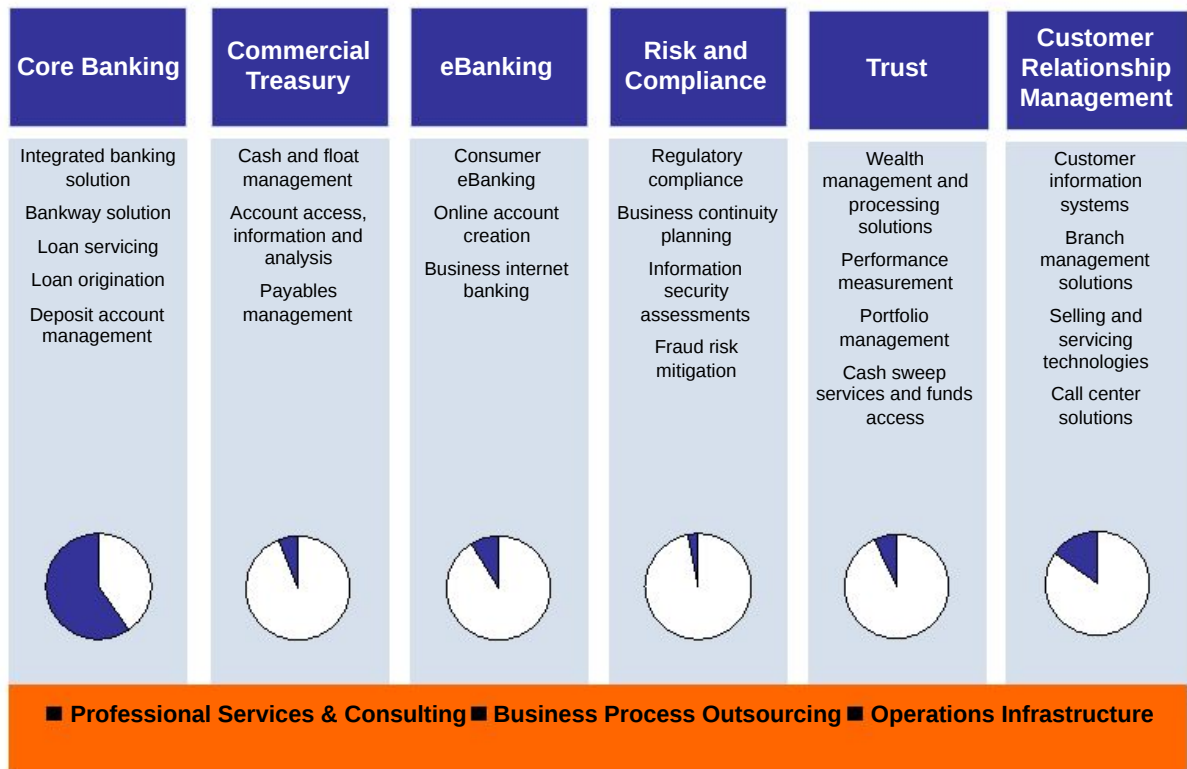 Core Banking
Commercial
Treasury
eBanking
Risk and
Compliance
Trust
Customer
Relationship
Management
Integrated banking
solution
Bankway solution
Loan servicing
Loan origination
Deposit account
management
Cash and float
management
Account access,
information and
analysis
Payables
management
Consumer
eBanking
Online account
creation
Business internet
banking
Regulatory
compliance
Business continuity
planning
Information
security
assessments
Fraud risk
mitigation
Wealth
management and
processing
solutions
Performance
measurement
Portfolio
management
Cash sweep
services and funds
access
Customer
information
systems
Branch
management
solutions
Selling and
servicing
technologies
Call center
solutions
■ Professional Services & Consulting ■ Business Process Outsourcing ■ Operations Infrastructure